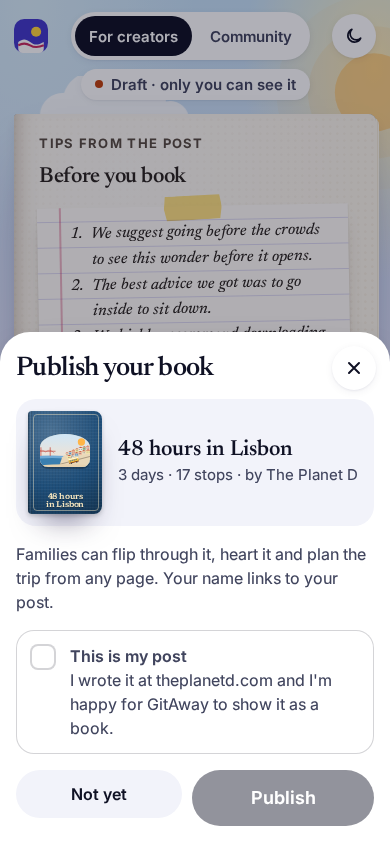 For creators
Community
Draft · only you can see it
TIPS FROM THE POST
Before you book
1. We suggest going before the crowds
to see this wonder before it opens.
2. The best advice we got was to go
inside to sit down.
Publish your book
48 hours
in Lisbon
48 hours in Lisbon
3 days · 17 stops · by The Planet D
Families can flip through it, heart it and plan the
trip from any page. Your name links to your
post.
This is my post
I wrote it at theplanetd.com and I'm
happy for GitAway to show it as a
book.
Not yet
Publish